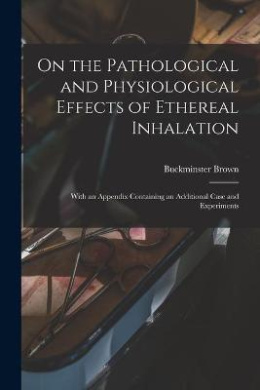 On the Pathological
and Physiological
Effects of Ethereal
Inhalation
Buckminster Brown
With an Appendix Containing an Additional Case and
Experiments